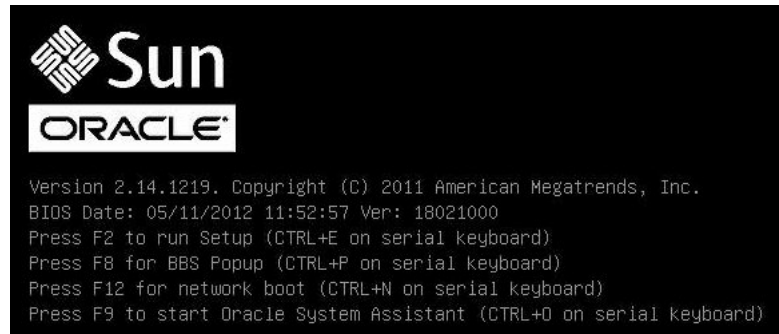 Sun
ORACLE
Version 2.14.1219. Copyright (C) 2011 American Megatrends, Inc.
BIOS Date: 05/11/2012 11:52:57 Ver: 18021000
Press F2 to run Setup (CTRL+E on serial keyboard)
Press F8 for BBS Popup (CTRL+P on serial keyboard)
Press F12 for network boot (CTRL+N on serial keyboard)
Press F9 to start Oracle System Assistant (CTRL+O on serial keyboard)